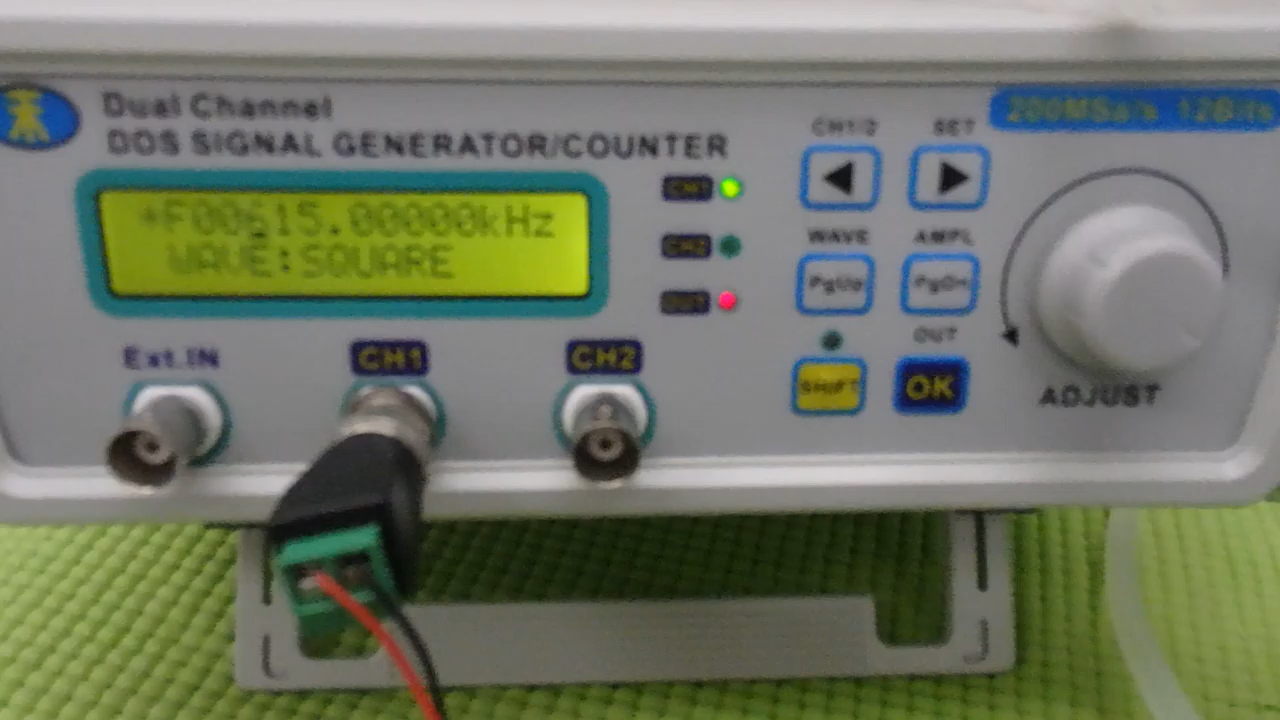 Dual Channel
DDS SIGNAL GENERATOR/COUNTER
200MSa/s 12Bits
CH1/2
SET
*F00615.00000kHz
WAVE:SQUARE
CH1
CH2
OUT
WAVE
AMPL
PgUp
PgDn
OUT
SHIFT
OK
ADJUST
Ext.IN
CH1
CH2